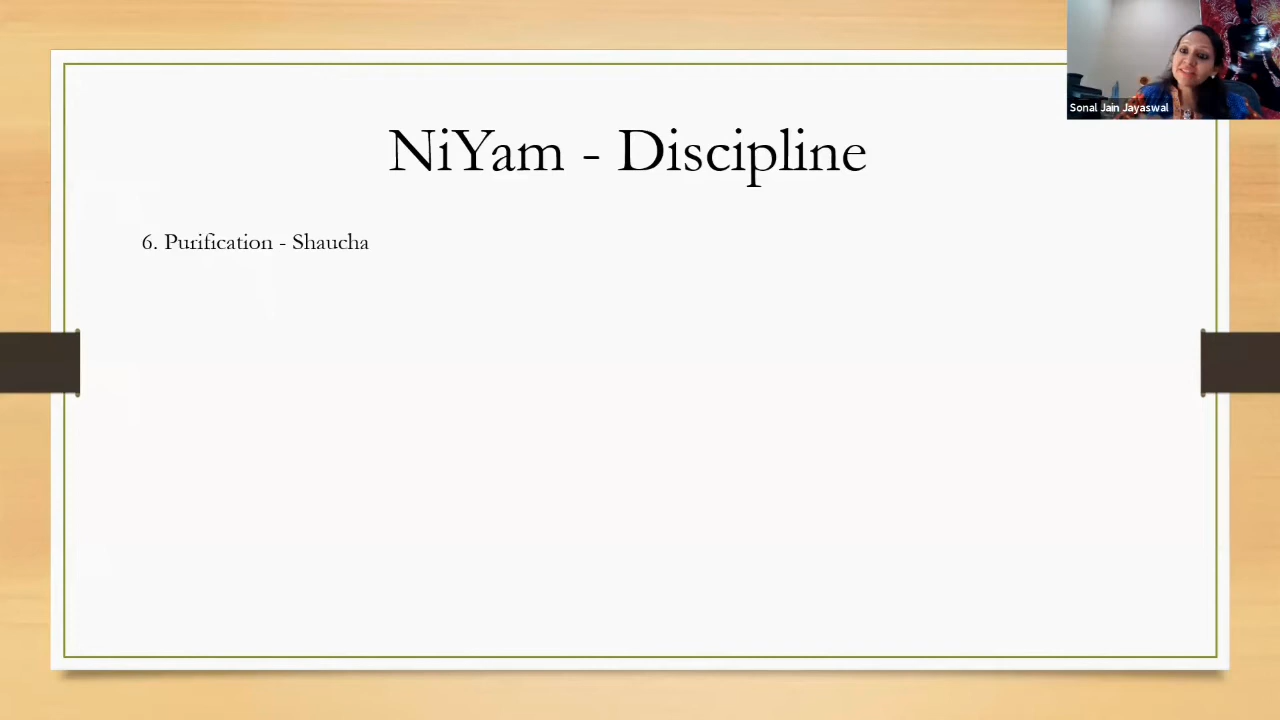 Sonal Jain Jayaswal
NiYam - Discipline
6. Purification - Shaucha